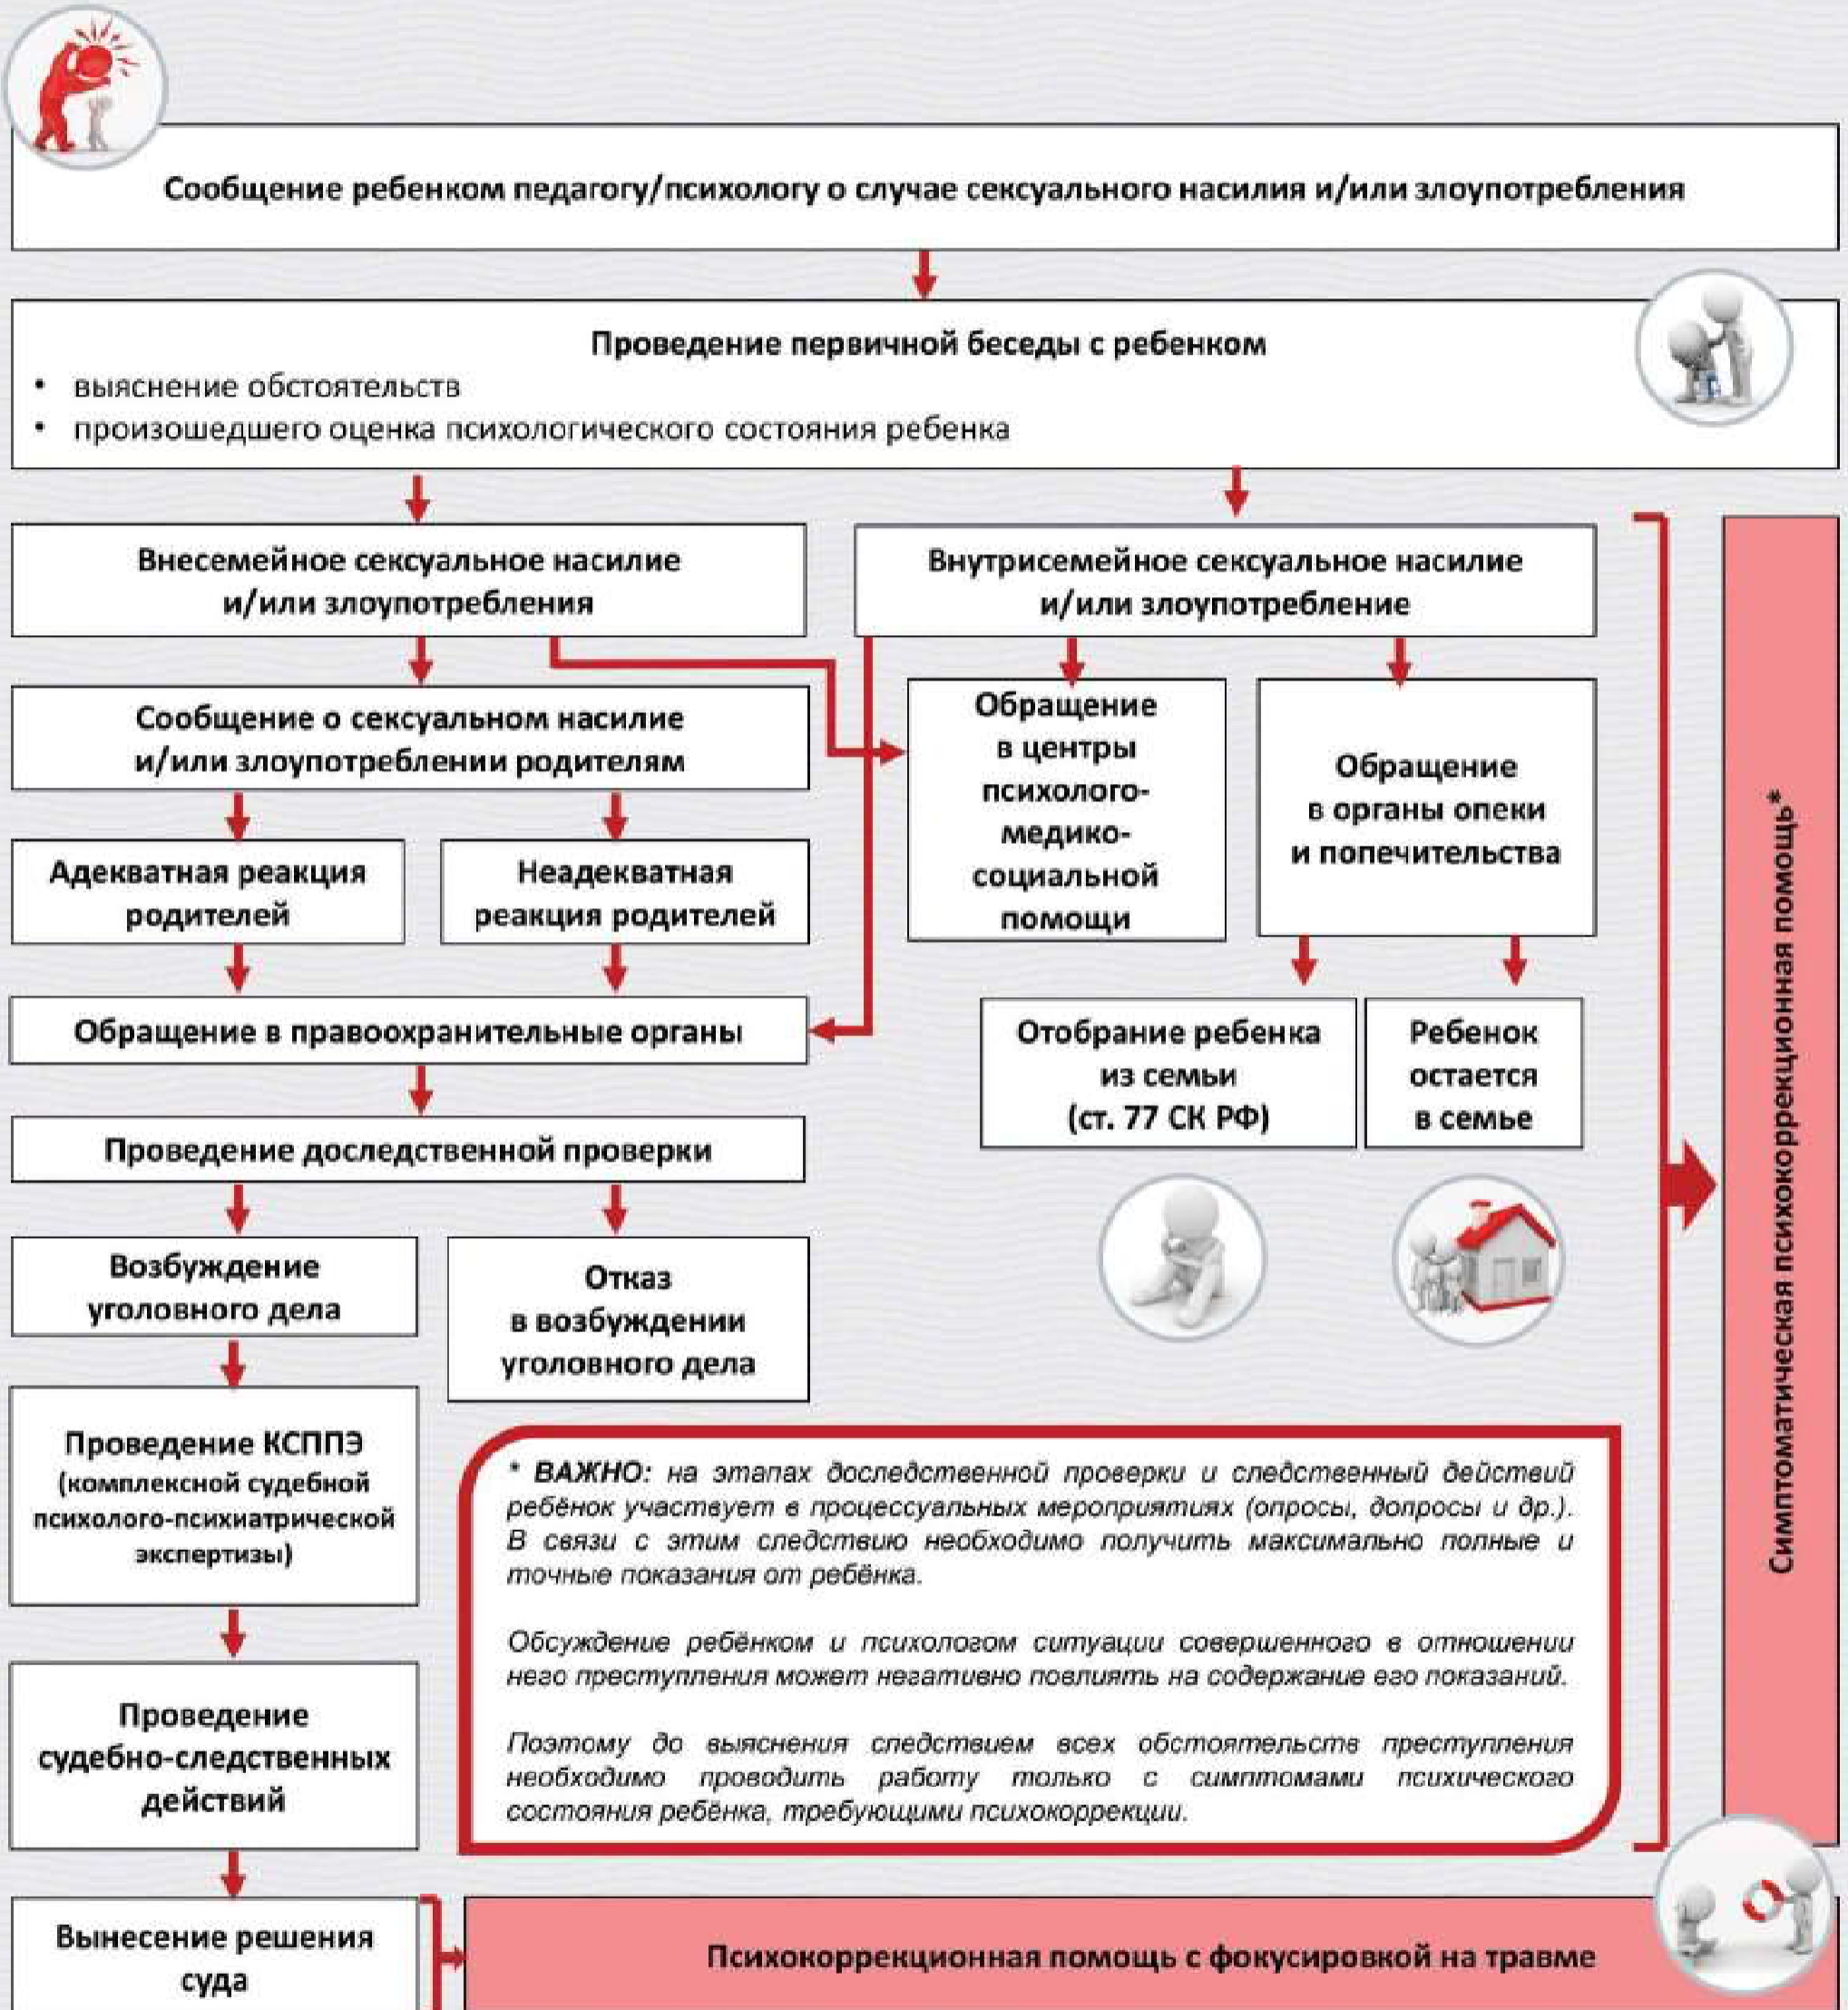 Сообщение ребенком педагогу/психологу о случае сексуального насилия и/или злоупотребления
Проведение первичной беседы с ребенком
• выяснение обстоятельств
• произошедшего оценка психологического состояния ребенка
Внесемейное сексуальное насилие
и/или злоупотребления
Внутрисемейное сексуальное насилие
и/или злоупотребление
Сообщение о сексуальном насилие
и/или злоупотреблении родителям
Адекватная реакция
родителей
Неадекватная
реакция родителей
Обращение
в центры
психолого-
медико-
социальной
помощи
Обращение
в органы опеки
и попечительства
Обращение в правоохранительные органы
Отобрание ребенка
из семьи
(ст. 77 СК РФ)
Ребенок
остается
в семье
Проведение доследственной проверки
Возбуждение
уголовного дела
Отказ
в возбуждении
уголовного дела
Проведение КСППЭ
(комплексной судебной
психолого-психиатрической
экспертизы)
* ВАЖНО: на этапах доследственной проверки и следственный действий
ребёнок участвует в процессуальных мероприятиях (опросы, допросы и др.).
В связи с этим следствию необходимо получить максимально полные и
точные показания от ребёнка.
Обсуждение ребёнком и психологом ситуации совершенного в отношении
него преступления может негативно повлиять на содержание его показаний.
Поэтому до выяснения следствием всех обстоятельств преступления
необходимо проводить работу только с симптомами психического
состояния ребёнка, требующими психокоррекции.
Симптоматическая психокоррекционная помощь*
Проведение
судебно-следственных
действий
Вынесение решения
суда
Психокоррекционная помощь с фокусировкой на травме